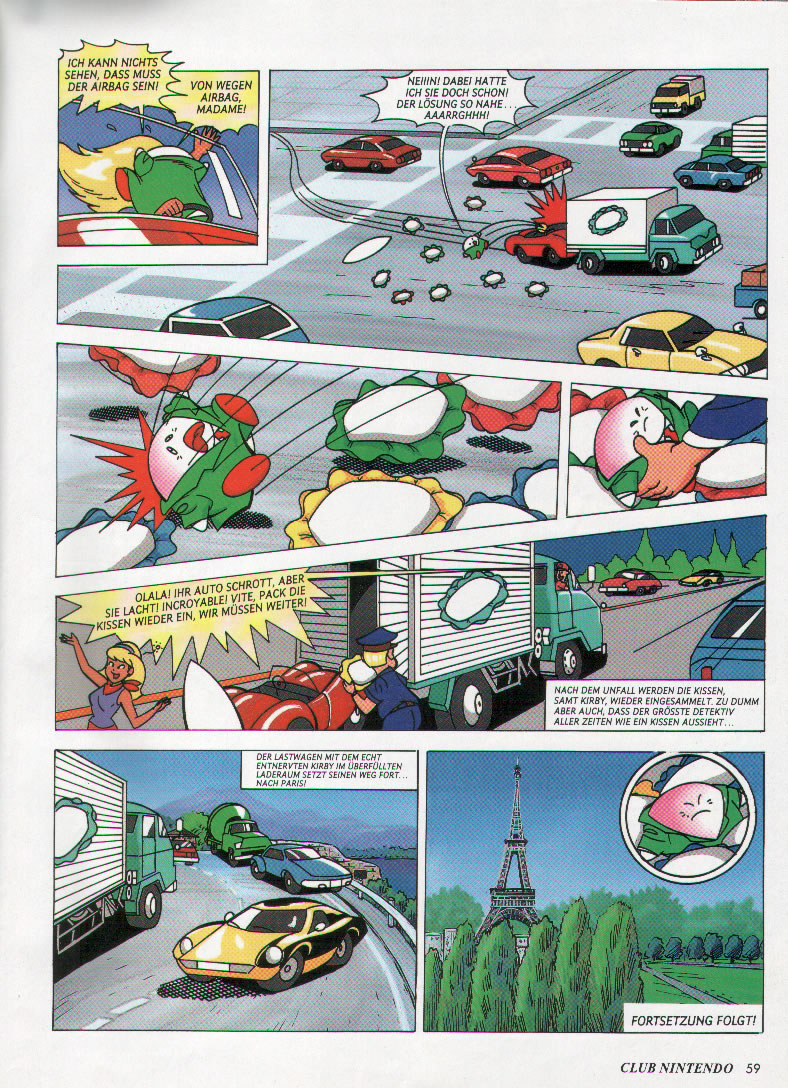 ICH KANN NICHTS
SEHEN, DASS MUSS
DER AIRBAG SEIN!
VON WEGEN
AIRBAG,
MADAME!
NEIIIN! DABEI HATTE
ICH SIE DOCH SCHON!
DER LÖSUNG SO NAHE...
AAARRGHHH!
OLALA! IHR AUTO SCHROTT, ABER
SIE LACHT! INCROYABLE! VITE, PACK DIE
KISSEN WIEDER EIN, WIR MÜSSEN WEITER!
NACH DEM UNFALL WERDEN DIE KISSEN,
SAMT KIRBY, WIEDER EINGESAMMELT. ZU DUMM
ABER AUCH, DASS DER GRÖSSTE DETEKTIV
ALLER ZEITEN WIE EIN KISSEN AUSSIEHT...
DER LASTWAGEN MIT DEM ECHT
ENTNERVTEN KIRBY IM ÜBERFÜLLTEN
LADERAUM SETZT SEINEN WEG FORT...
NACH PARIS!
FORTSETZUNG FOLGT!
CLUB NINTENDO 59